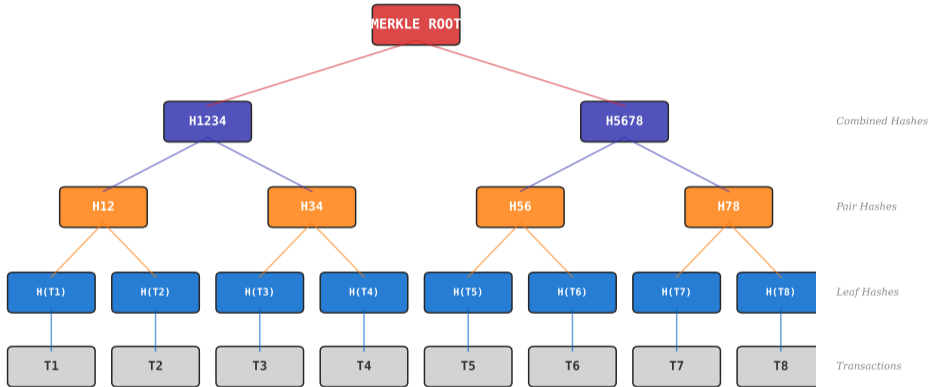 MERKLE ROOT
H1234
H5678
Combined Hashes
H12
H34
H56
H78
Pair Hashes
H(T1)
H(T2)
H(T3)
H(T4)
H(T5)
H(T6)
H(T7)
H(T8)
Leaf Hashes
T1
T2
T3
T4
T5
T6
T7
T8
Transactions